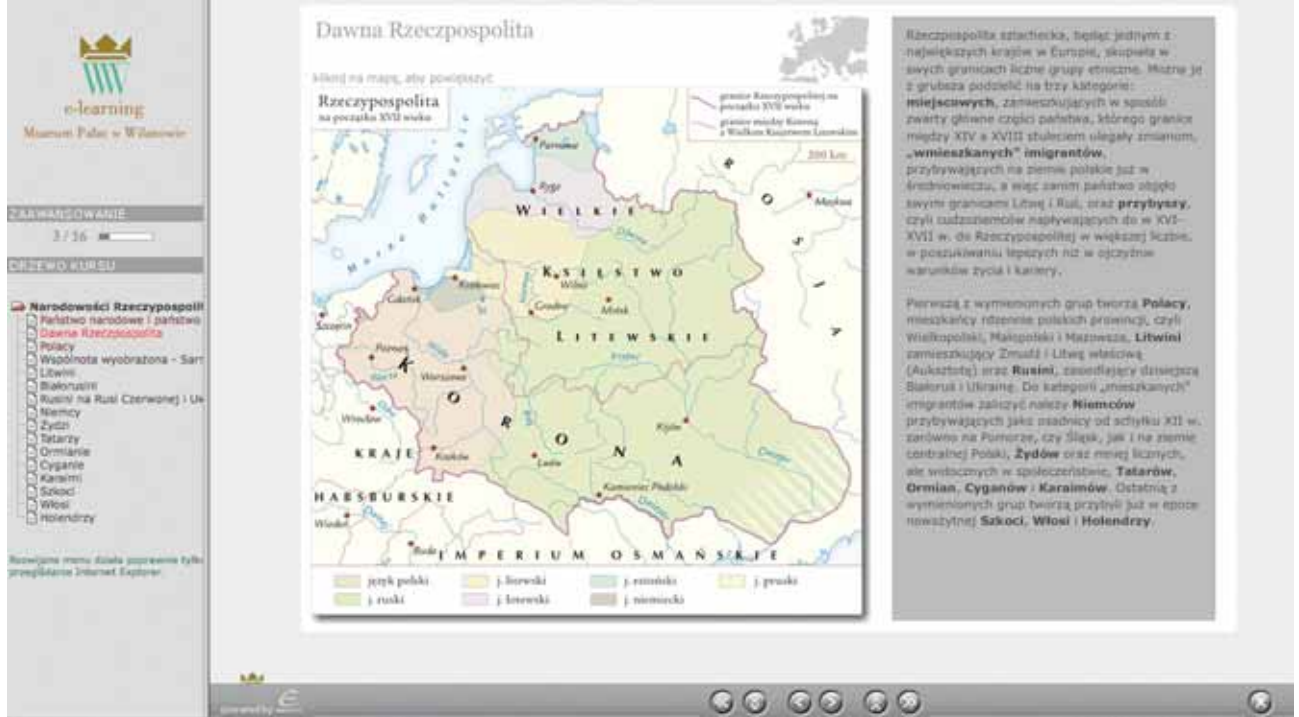 e-learning
Muzeum Pałac w Wilanowie
ZAAWANSOWANIE
3 / 16
DRZEWO KURSU
Narodowości Rzeczypospoli
Państwo narodowe i państwo
Dawna Rzeczpospolita
Polacy
Wspólnota wyobrażona - Sar
Litwini
Białorusini
Rusini na Rusi Czerwonej i Uk
Niemcy
Żydzi
Tatarzy
Ormianie
Cyganie
Karaimi
Szkoci
Włosi
Holendrzy
Rozwijane menu działa poprawnie tylko
przeglądarce Internet Explorer.
Dawna Rzeczpospolita
kliknij na mapę, aby powiększyć
Rzeczypospolita
na początku XVII wieku
granice Rzeczypospolitej na
początku XVII wieku
granice między Koroną
a Wielkim Księstwem Litewskim
200 km
Parnawa
ROSJA
Ryga
Moskwa
WIELKIE
Dźwina
Morze Bałtyckie
KSIĘSTWO
Królewiec
Wilno
Gdańsk
Grodno
Mińsk
Szczecin
LITEWSKIE
Poznań
Warta
Warszawa
KORONA
Wrocław
Kijów
KRAJE
Kraków
Lwów
Kamieniec Podolski
HABSBURSKIE
Wiedeń
Buda
IMPERIUM OSMAŃSKIE
język polski
j. litewski
j. estoński
j. pruski
j. ruski
j. łotewski
j. niemiecki
Rzeczpospolita szlachecka, będąc jednym z
największych krajów w Europie, skupiała w
swych granicach liczne grupy etniczne. Można je
z grubsza podzielić na trzy kategorie:
miejscowych, zamieszkujących w sposób
zwarty główne części państwa, którego granice
między XIV a XVIII stuleciem ulegały zmianom,
„wmieszkanych” imigrantów,
przybywających na ziemie polskie już w
średniowieczu, a więc zanim państwo objęło
swymi granicami Litwę i Ruś, oraz przybyszy,
czyli cudzoziemców napływających do w XVI-
XVII w. do Rzeczypospolitej w większej liczbie,
w poszukiwaniu lepszych niż w ojczyźnie
warunków życia i kariery.
Pierwszą z wymienionych grup tworzą Polacy,
mieszkańcy rdzennie polskich prowincji, czyli
Wielkopolski, Małopolski i Mazowsza, Litwini
zamieszkujący Żmudź i Litwę właściwą
(Auksztotę) oraz Rusini, zasiedlający dzisiejszą
Białoruś i Ukrainę. Do kategorii „mieszkanych”
imigrantów zaliczyć należy Niemców
przybywających jako osadnicy od schyłku XII w.
zarówno na Pomorze, czy Śląsk, jak i na ziemie
centralnej Polski, Żydów oraz mniej licznych,
ale widocznych w społeczeństwie, Tatarów,
Ormian, Cyganów i Karaimów. Ostatnią z
wymienionych grup tworzą przybyli już w epoce
nowożytnej Szkoci, Włosi i Holendrzy.
powered by